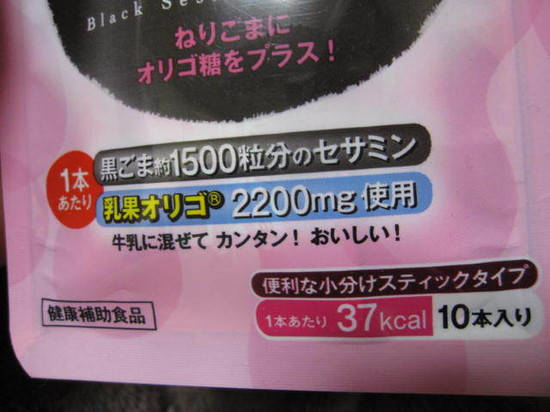 Black Ses
ねりごまに
オリゴ糖をプラス！
1本
あたり
黒ごま約1500粒分のセサミン
乳果オリゴ® 2200mg使用
牛乳に混ぜて カンタン！ おいしい！
便利な小分けスティックタイプ
1本あたり 37kcal 10本入り
健康補助食品